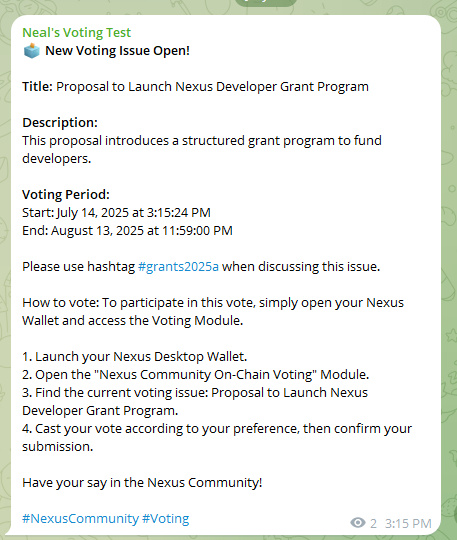 Neal's Voting Test
🗳️ New Voting Issue Open!
Title: Proposal to Launch Nexus Developer Grant Program
Description:
This proposal introduces a structured grant program to fund
developers.
Voting Period:
Start: July 14, 2025 at 3:15:24 PM
End: August 13, 2025 at 11:59:00 PM
Please use hashtag #grants2025a when discussing this issue.
How to vote: To participate in this vote, simply open your Nexus
Wallet and access the Voting Module.
1. Launch your Nexus Desktop Wallet.
2. Open the "Nexus Community On-Chain Voting" Module.
3. Find the current voting issue: Proposal to Launch Nexus
Developer Grant Program.
4. Cast your vote according to your preference, then confirm your
submission.
Have your say in the Nexus Community!
#NexusCommunity #Voting
2 3:15 PM